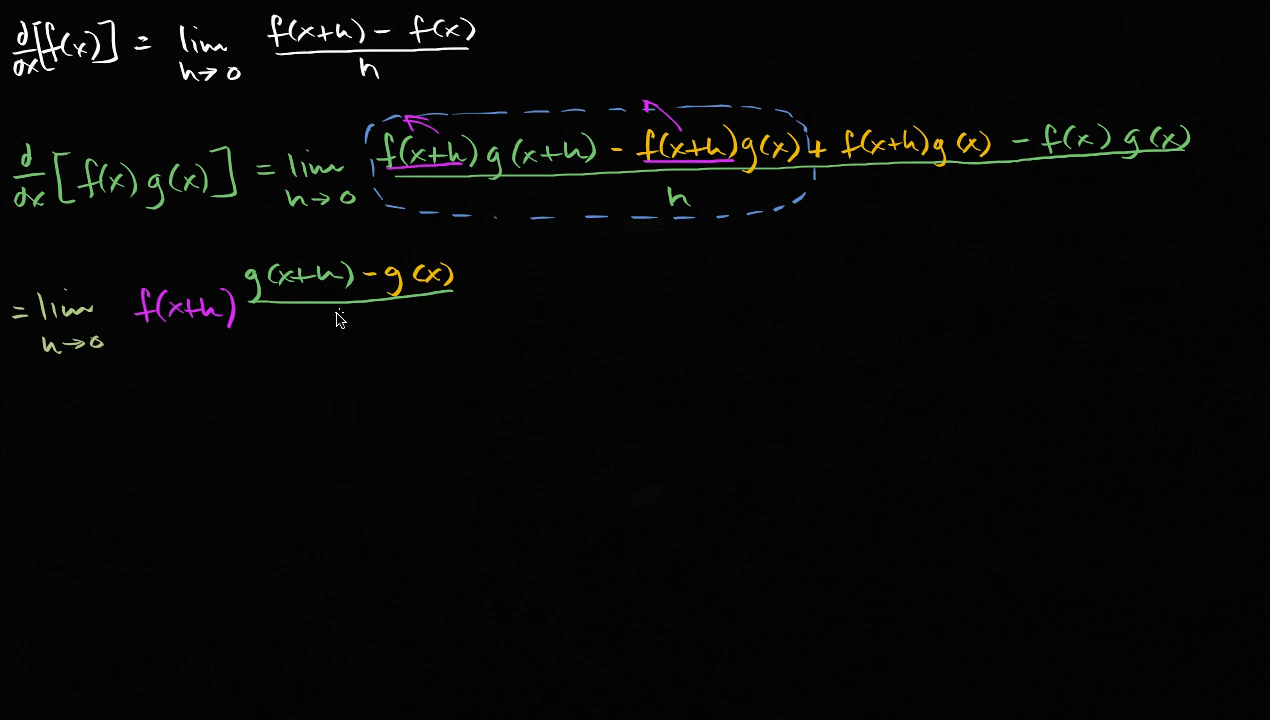 d/dx [f(x)] = lim h→0 f(x+h) - f(x) / h
d/dx [f(x) g(x)] = lim h→0 f(x+h) g(x+h) - f(x+h) g(x) + f(x+h) g(x) - f(x) g(x) / h
= lim h→0 f(x+h) g(x+h) - g(x)